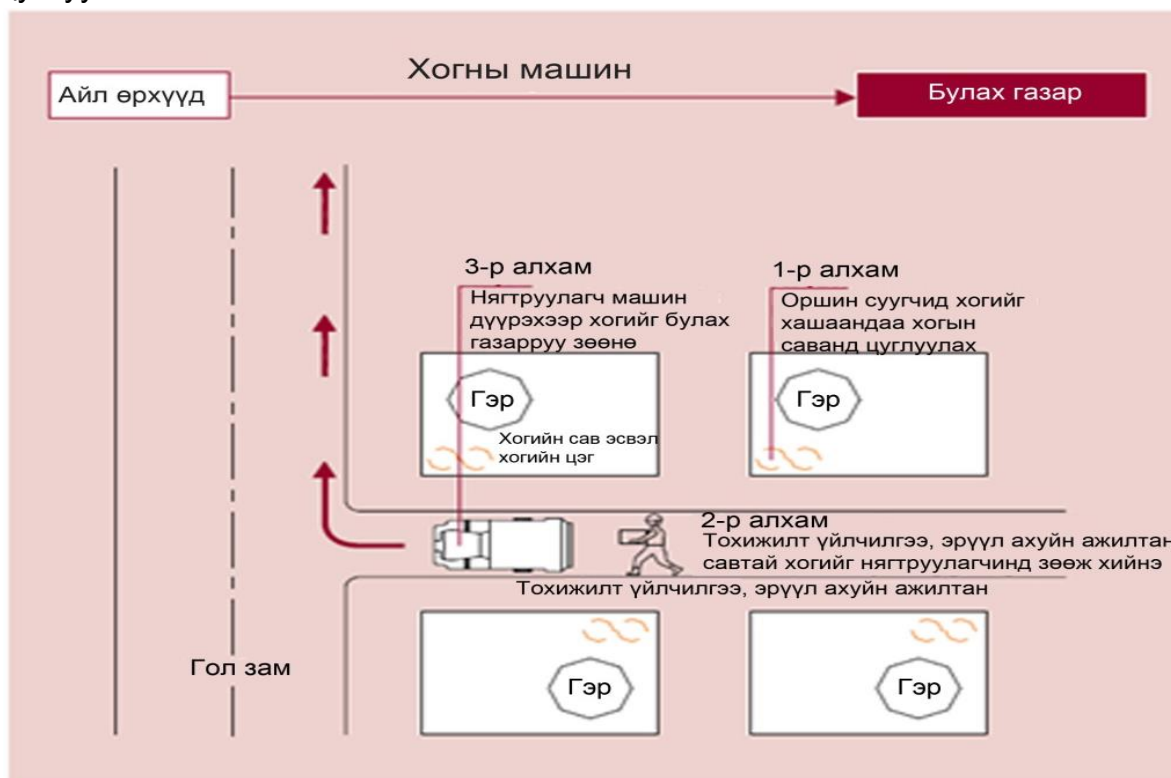 Хогны машин
Айл өрхүүд
Булах газар
3-р алхам
Нягтруулагч машин
дүүрэхээр хогийг булах
газарруу зөөнө
1-р алхам
Оршин суугчид хогийг
хашаандаа хогын
саванд цуглуулах
Гэр
Хогийн сав эсвэл
хогийн цэг
Гэр
2-р алхам
Тохижилт үйлчилгээ, эрүүл ахуйн ажилтан
савтай хогийг нягтруулагчинд зөөж хийнэ
Тохижилт үйлчилгээ, эрүүл ахуйн ажилтан
Гол зам
Гэр
Гэр